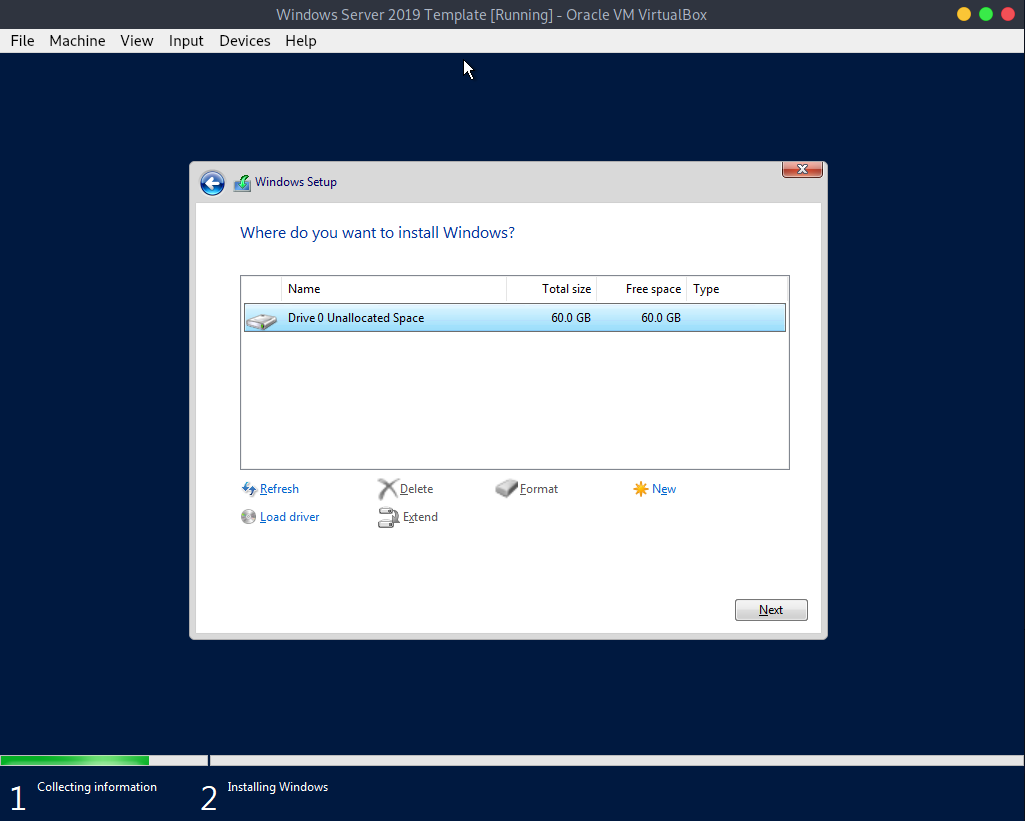 Windows Server 2019 Template [Running] - Oracle VM VirtualBox
File Machine View Input Devices Help
Windows Setup
Where do you want to install Windows?
Name Total size Free space Type
Drive 0 Unallocated Space 60.0 GB 60.0 GB
Refresh Delete Format New
Load driver Extend
Next
1 Collecting information 2 Installing Windows